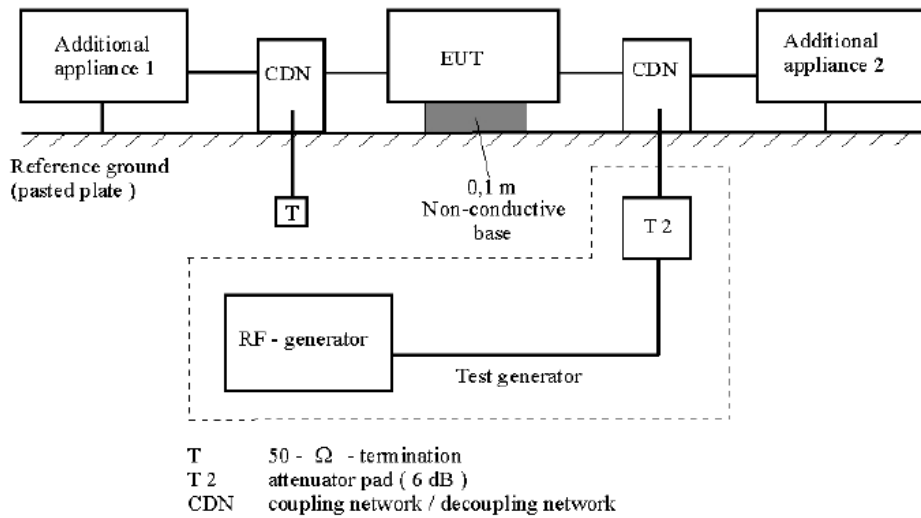 Additional
appliance 1
CDN
EUT
CDN
Additional
appliance 2
Reference ground
(pasted plate )
0,1 m
Non-conductive
base
T
T 2
RF - generator
Test generator
T 50 - Ω - termination
T 2 attenuator pad ( 6 dB )
CDN coupling network / decoupling network